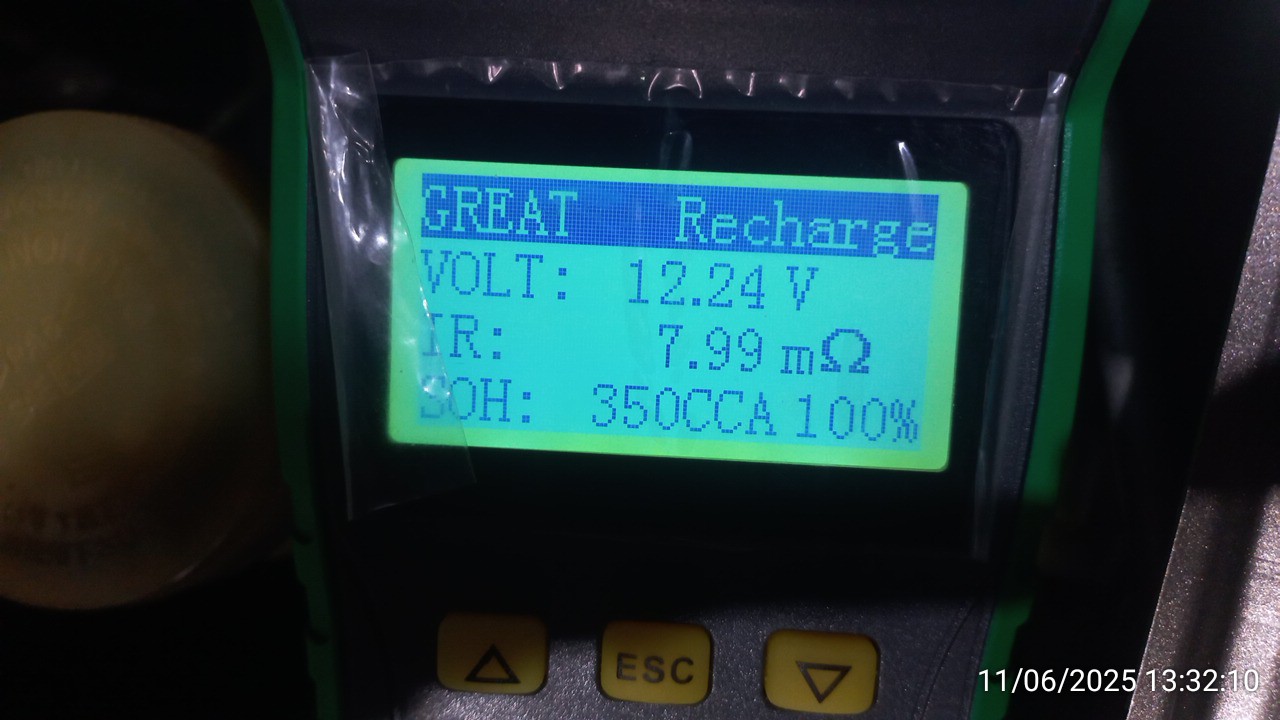 GREAT Recharge
VOLT: 12.24 V
IR: 7.99 mΩ
SOH: 350CCA 100%
ESC
11/06/2025 13:32:10